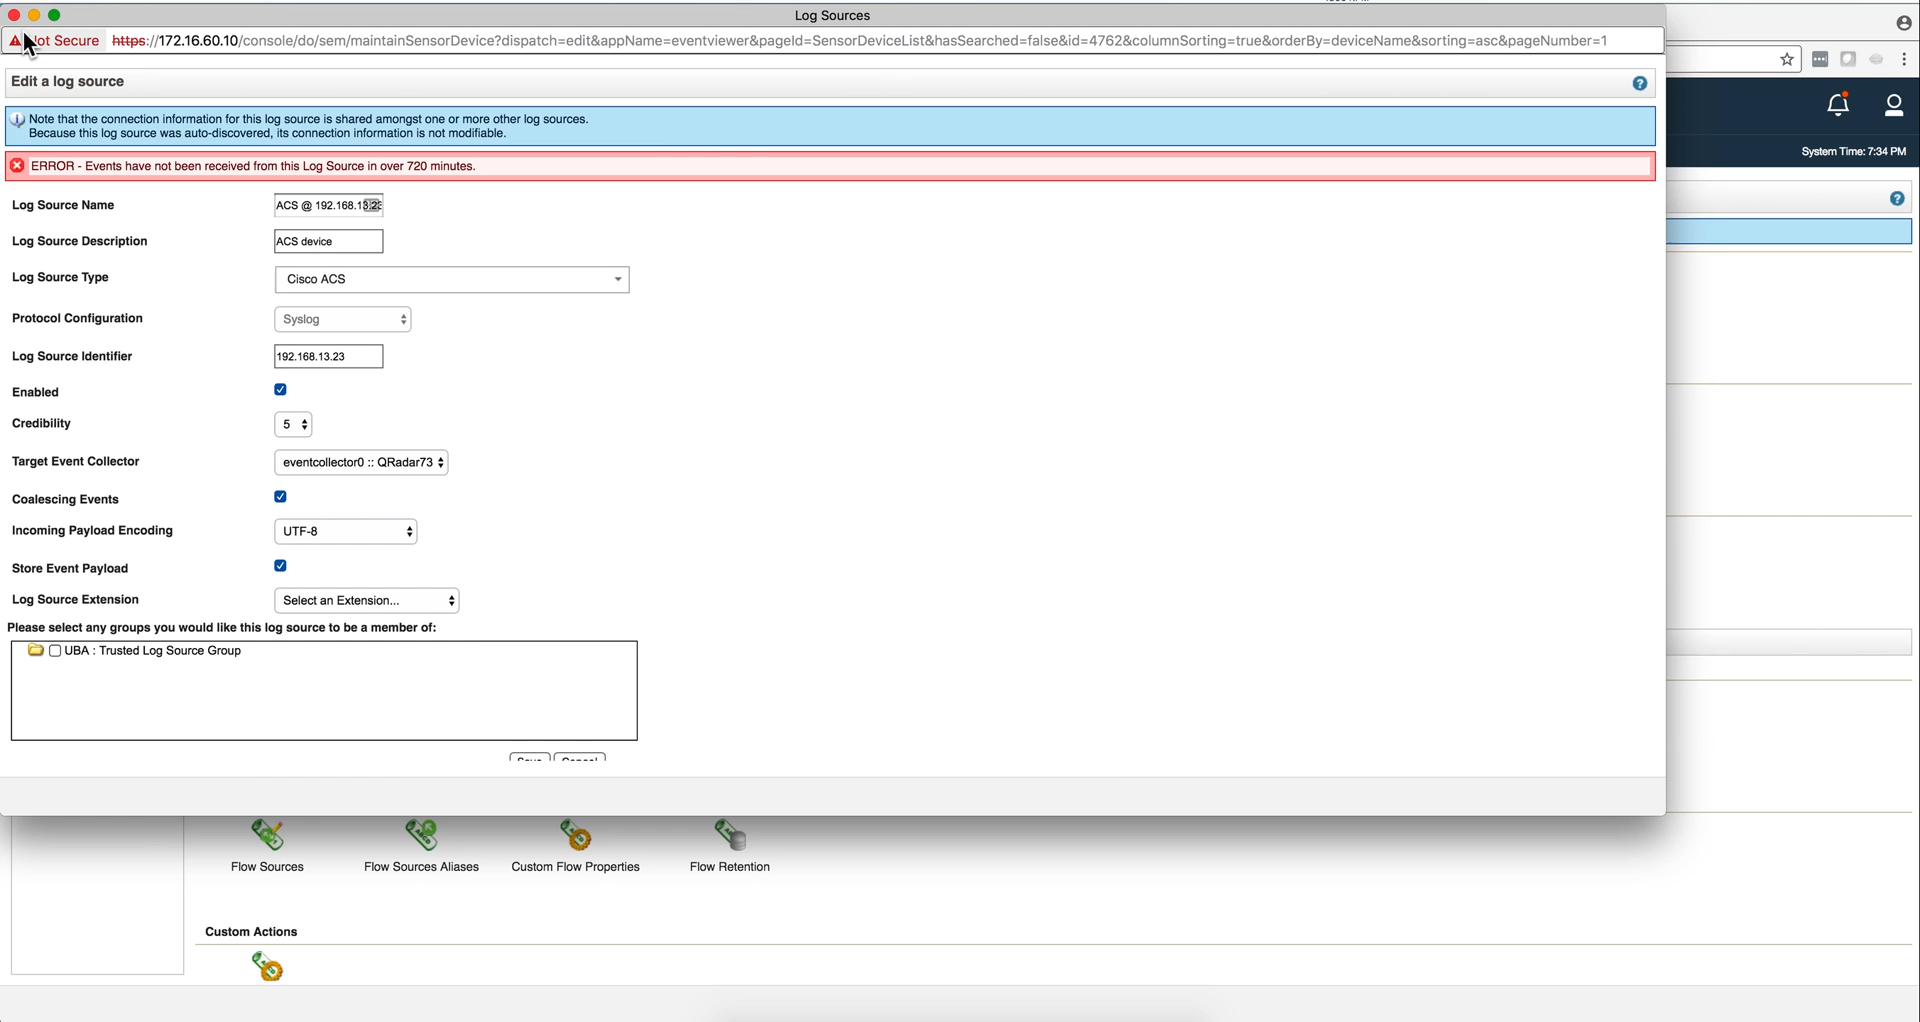 Log Sources
Not Secure https://172.16.60.10/console/do/sem/maintainSensorDevice?dispatch=edit&appName=eventviewer&pageId=SensorDeviceList&hasSearched=false&id=4762&columnSorting=true&orderBy=deviceName&sorting=asc&pageNumber=1
Edit a log source
Note that the connection information for this log source is shared amongst one or more other log sources.
Because this log source was auto-discovered, its connection information is not modifiable.
System Time: 7:34 PM
ERROR - Events have not been received from this Log Source in over 720 minutes.
Log Source Name ACS @ 192.168.13.23
Log Source Description ACS device
Log Source Type Cisco ACS
Protocol Configuration Syslog
Log Source Identifier 192.168.13.23
Enabled
Credibility 5
Target Event Collector eventcollector0 :: QRadar73
Coalescing Events
Incoming Payload Encoding UTF-8
Store Event Payload
Log Source Extension Select an Extension...
Please select any groups you would like this log source to be a member of:
UBA : Trusted Log Source Group
Save Cancel
Flow Sources Flow Sources Aliases Custom Flow Properties Flow Retention
Custom Actions